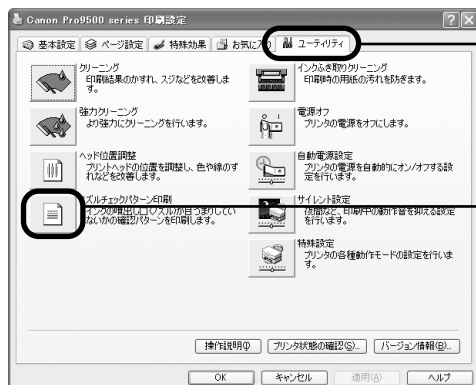 Canon Pro9500 series 印刷設定
基本設定 ページ設定 特殊効果 お気に入り ユーティリティ
クリーニング
印刷結果のかすれ、スジなどを改善しま
す。
インクふき取りクリーニング
印刷時の用紙の汚れを防ぎます。
強力クリーニング
より強力にクリーニングを行います。
電源オフ
プリンタの電源をオフにします。
ヘッド位置調整
プリントヘッドの位置を調整し、色や線のず
れなどを改善します。
自動電源設定
プリンタの電源を自動的にオン/オフする設
定を行います。
ズルチェックパターン印刷
インクの噴出し口(ノズル)が目づまりしてい
ないかの確認パターンを印刷します。
サイレント設定
夜間など、印刷中の動作音を抑える設定
を行います。
特殊設定
プリンタの各種動作モードの設定を行いま
す。
操作説明(I) プリンタ状態の確認(S)... バージョン情報(B)...
OK キャンセル 適用(A) ヘルプ